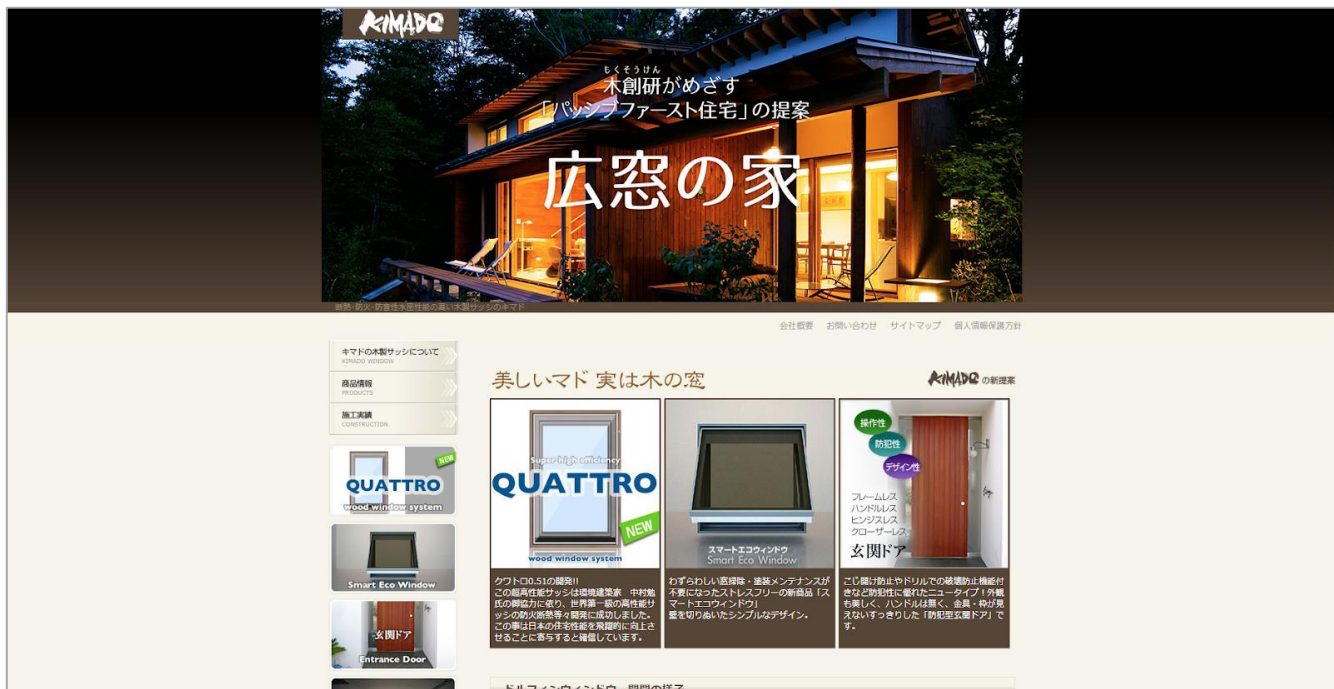 KIMADO
もくそうけん
木創研がめざす
「パッシブファースト住宅」の提案
広窓の家
断熱・防火・防音性水密性能の高い木製サッシのキマド
会社概要 お問い合わせ サイトマップ 個人情報保護方針
キマドの木製サッシについて
KIMADO WINDOW
商品情報
PRODUCTS
施工実績
CONSTRUCTION
NEW
QUATTRO
wood window system
Smart Eco Window
玄関ドア
Entrance Door
美しいマド 実は木の窓
KIMADO の新提案
Super-high efficiency
QUATTRO
NEW
wood window system
クワトロ0.51の開発!!
この超高性能サッシは環境建築家 中村勉
氏の御協力に依り、世界第一級の高性能サ
ッシの防火断熱等々開発に成功しました。
この事は日本の住宅性能を飛躍的に向上さ
せることに寄与すると確信しています。
スマートエコウィンドウ
Smart Eco Window
わずらわしい窓掃除・塗装メンテナンスが
不要になったストレスフリーの新商品「ス
マートエコウィンドウ」
壁を切りぬいたシンプルなデザイン。
操作性
防犯性
デザイン性
フレームレス
ハンドルレス
ヒンジスレス
クローザーレス
玄関ドア
こじ開け防止やドリルでの破壊防止機能付
きなど防犯性に優れたニュータイプ！外観
も美しく、ハンドルは無く、金具・枠が見
えないすっきりした「防犯型玄関ドア」で
す。
ドルフィンウィンドウ 開閉の様子